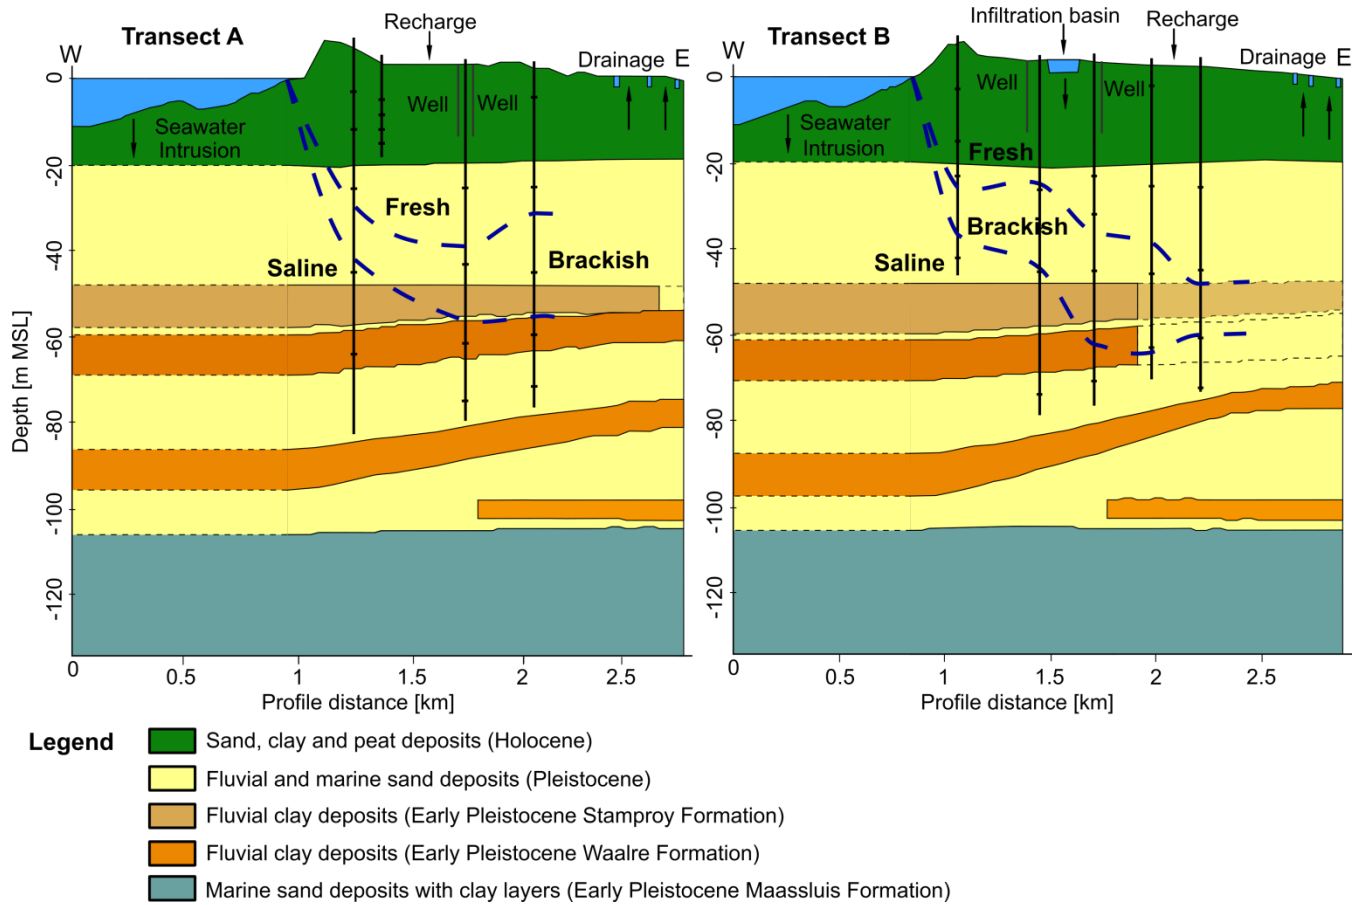 Transect A
W
Recharge
Drainage E
Well
Well
Seawater
Intrusion
Fresh
Saline
Brackish
Depth [m MSL]
0
-20
-40
-60
-80
-100
-120
0
0.5
1
1.5
2
2.5
Profile distance [km]
Transect B
W
Infiltration basin
Recharge
Drainage E
Well
Well
Seawater
Intrusion
Fresh
Brackish
Saline
0
-20
-40
-60
-80
-100
-120
0
0.5
1
1.5
2
2.5
Profile distance [km]
Legend
Sand, clay and peat deposits (Holocene)
Fluvial and marine sand deposits (Pleistocene)
Fluvial clay deposits (Early Pleistocene Stamproy Formation)
Fluvial clay deposits (Early Pleistocene Waalre Formation)
Marine sand deposits with clay layers (Early Pleistocene Maassluis Formation)